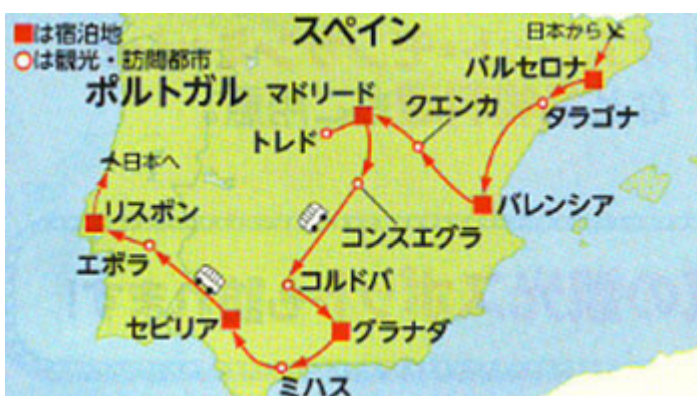 ■は宿泊地
○は観光・訪問都市
スペイン
日本から
ポルトガル
マドリード
クエンカ
バルセロナ
タラゴナ
トレド
日本へ
リスボン
バレンシア
コンスエグラ
エボラ
コルドバ
セビリア
グラナダ
ミハス